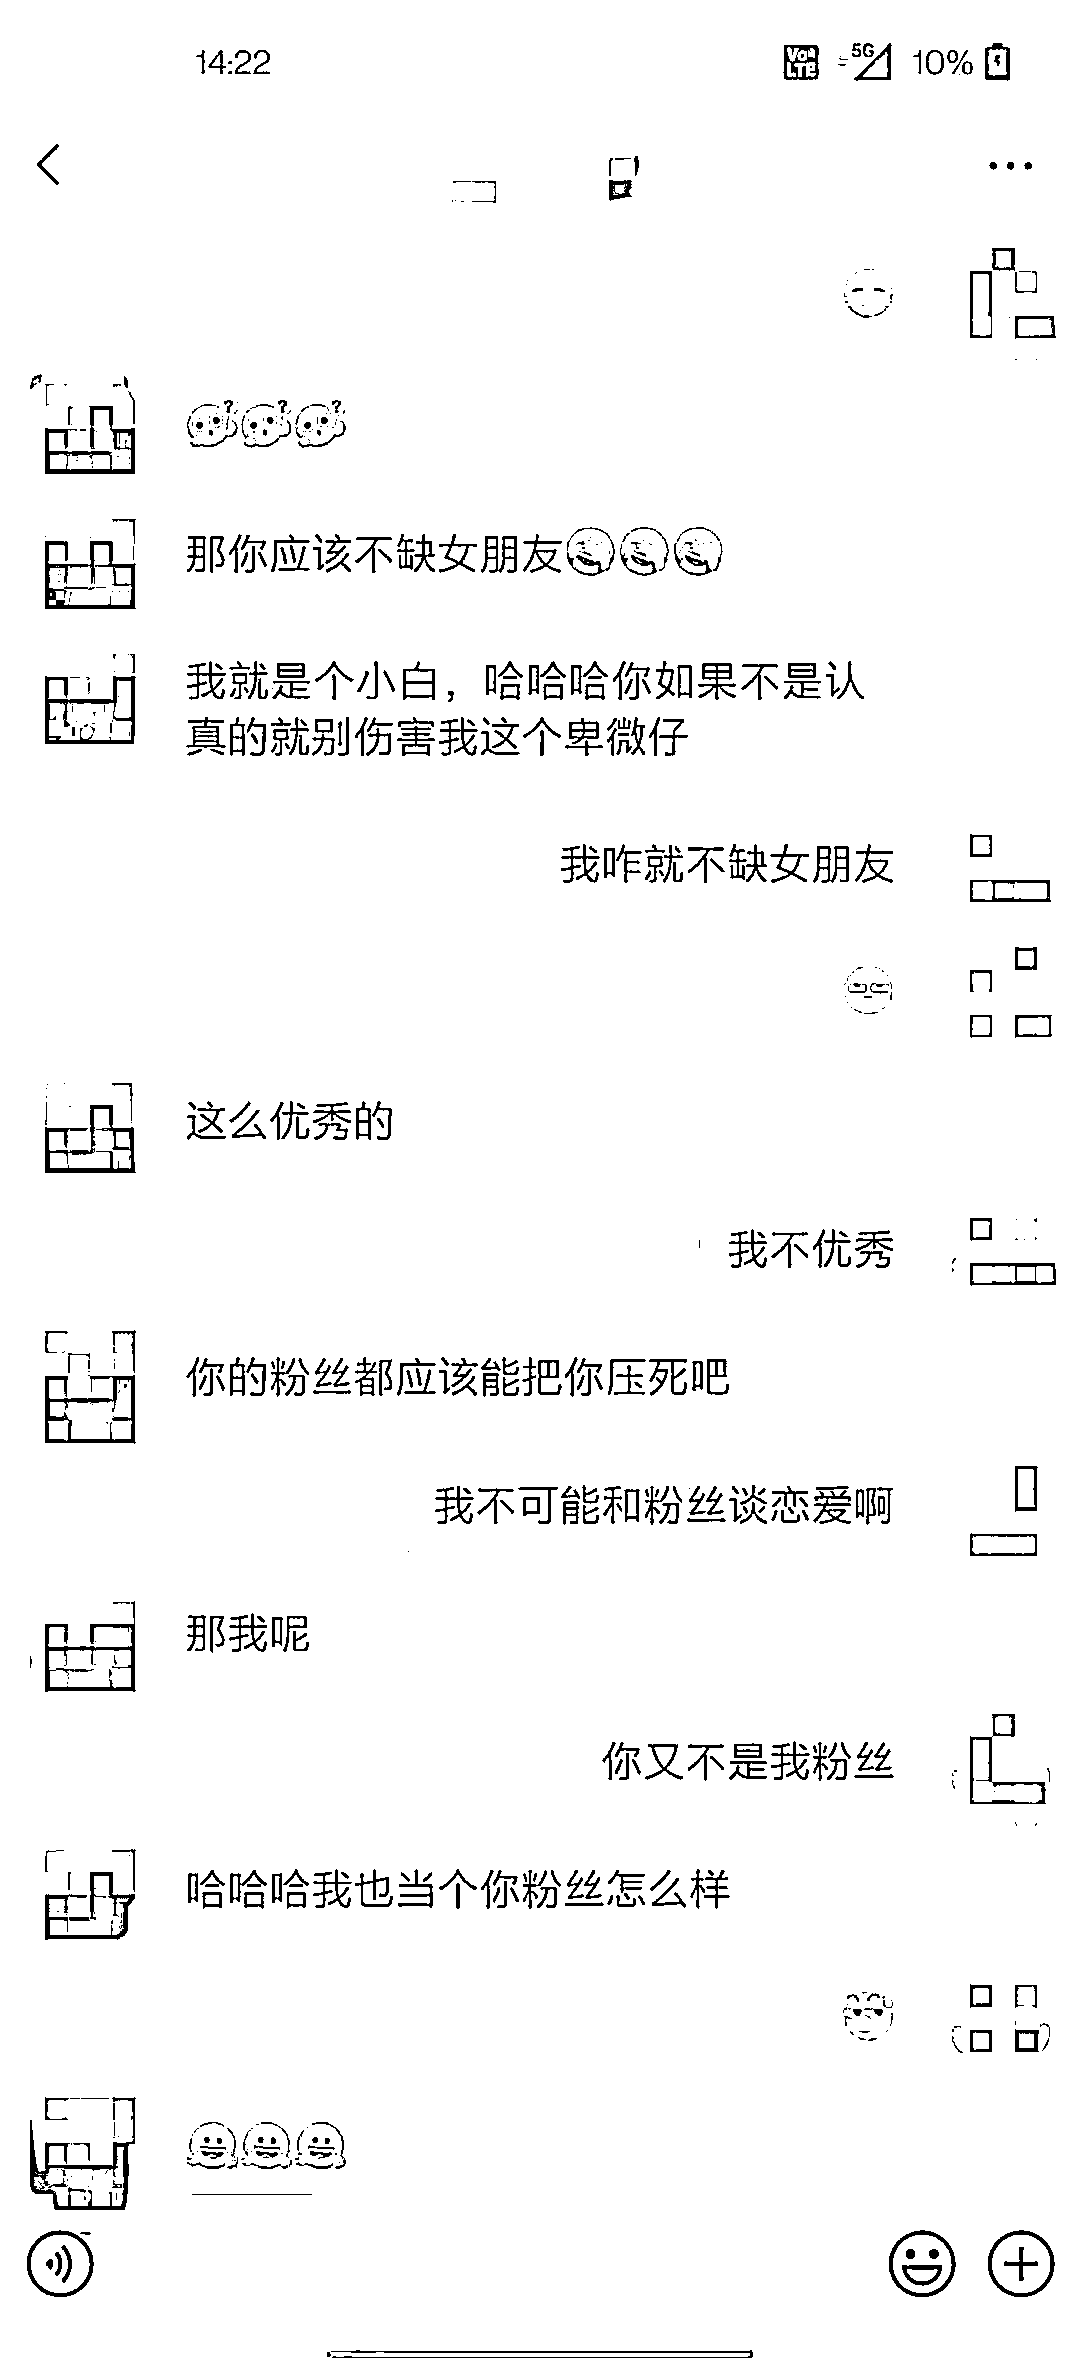 14:22
VoLTE 5G 10%
那你应该不缺女朋友
我就是个小白，哈哈哈你如果不是认
真的就别伤害我这个卑微仔
我咋就不缺女朋友
这么优秀的
我不优秀
你的粉丝都应该能把你压死吧
我不可能和粉丝谈恋爱啊
那我呢
你又不是我粉丝
哈哈哈我也当个你粉丝怎么样